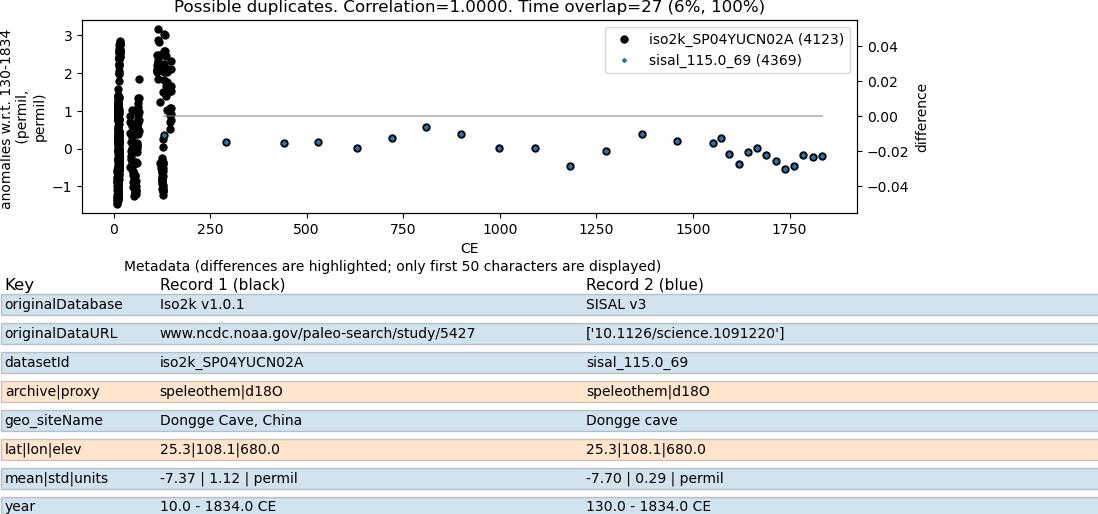 Possible duplicates. Correlation=1.0000. Time overlap=27 (6%, 100%)
anomalies w.r.t. 130-1834
(permil,
permil)
3
2
1
0
−1
iso2k_SP04YUCN02A (4123)
sisal_115.0_69 (4369)
0.04
0.02
0.00
−0.02
−0.04
difference
0 250 500 750 1000 1250 1500 1750
CE
Metadata (differences are highlighted; only first 50 characters are displayed)
Key Record 1 (black) Record 2 (blue)
originalDatabase Iso2k v1.0.1 SISAL v3
originalDataURL www.ncdc.noaa.gov/paleo-search/study/5427 ['10.1126/science.1091220']
datasetId iso2k_SP04YUCN02A sisal_115.0_69
archive|proxy speleothem|d18O speleothem|d18O
geo_siteName Dongge Cave, China Dongge cave
lat|lon|elev 25.3|108.1|680.0 25.3|108.1|680.0
mean|std|units -7.37 | 1.12 | permil -7.70 | 0.29 | permil
year 10.0 - 1834.0 CE 130.0 - 1834.0 CE